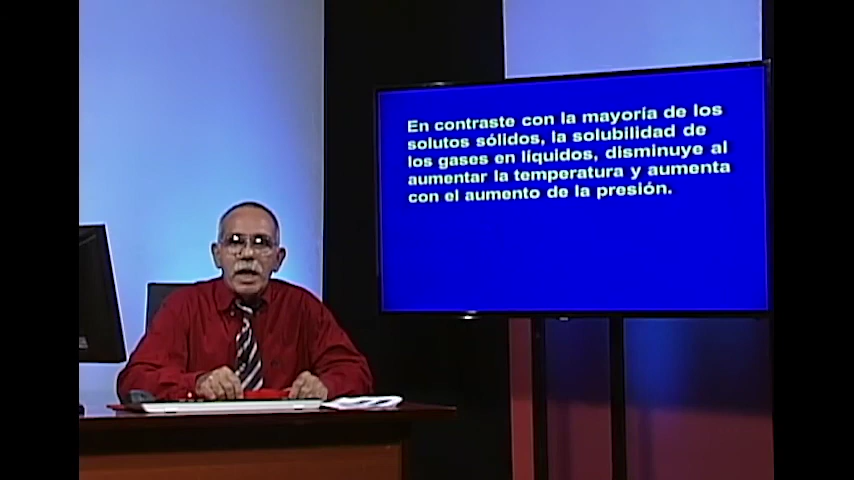 En contraste con la mayoría de los
solutos sólidos, la solubilidad de
los gases en líquidos, disminuye al
aumentar la temperatura y aumenta
con el aumento de la presión.